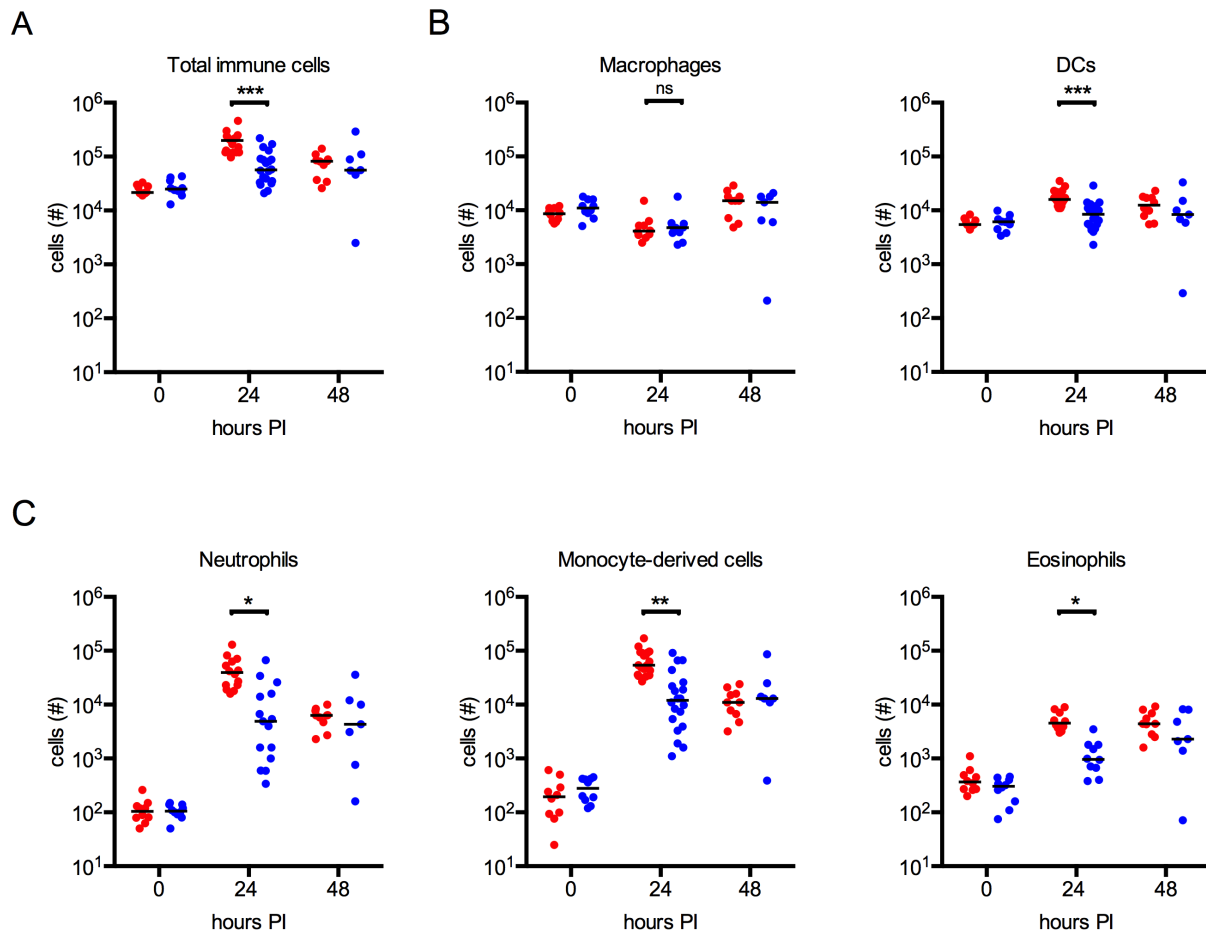 A
B
Total immune cells
Macrophages
DCs
***
ns
***
10⁶
10⁵
10⁴
10³
10²
10¹
cells (#)
0 24 48
hours PI
10⁶
10⁵
10⁴
10³
10²
10¹
cells (#)
0 24 48
hours PI
10⁶
10⁵
10⁴
10³
10²
10¹
cells (#)
0 24 48
hours PI
C
Neutrophils
Monocyte-derived cells
Eosinophils
*
**
*
10⁶
10⁵
10⁴
10³
10²
10¹
cells (#)
0 24 48
hours PI
10⁶
10⁵
10⁴
10³
10²
10¹
cells (#)
0 24 48
hours PI
10⁶
10⁵
10⁴
10³
10²
10¹
cells (#)
0 24 48
hours PI